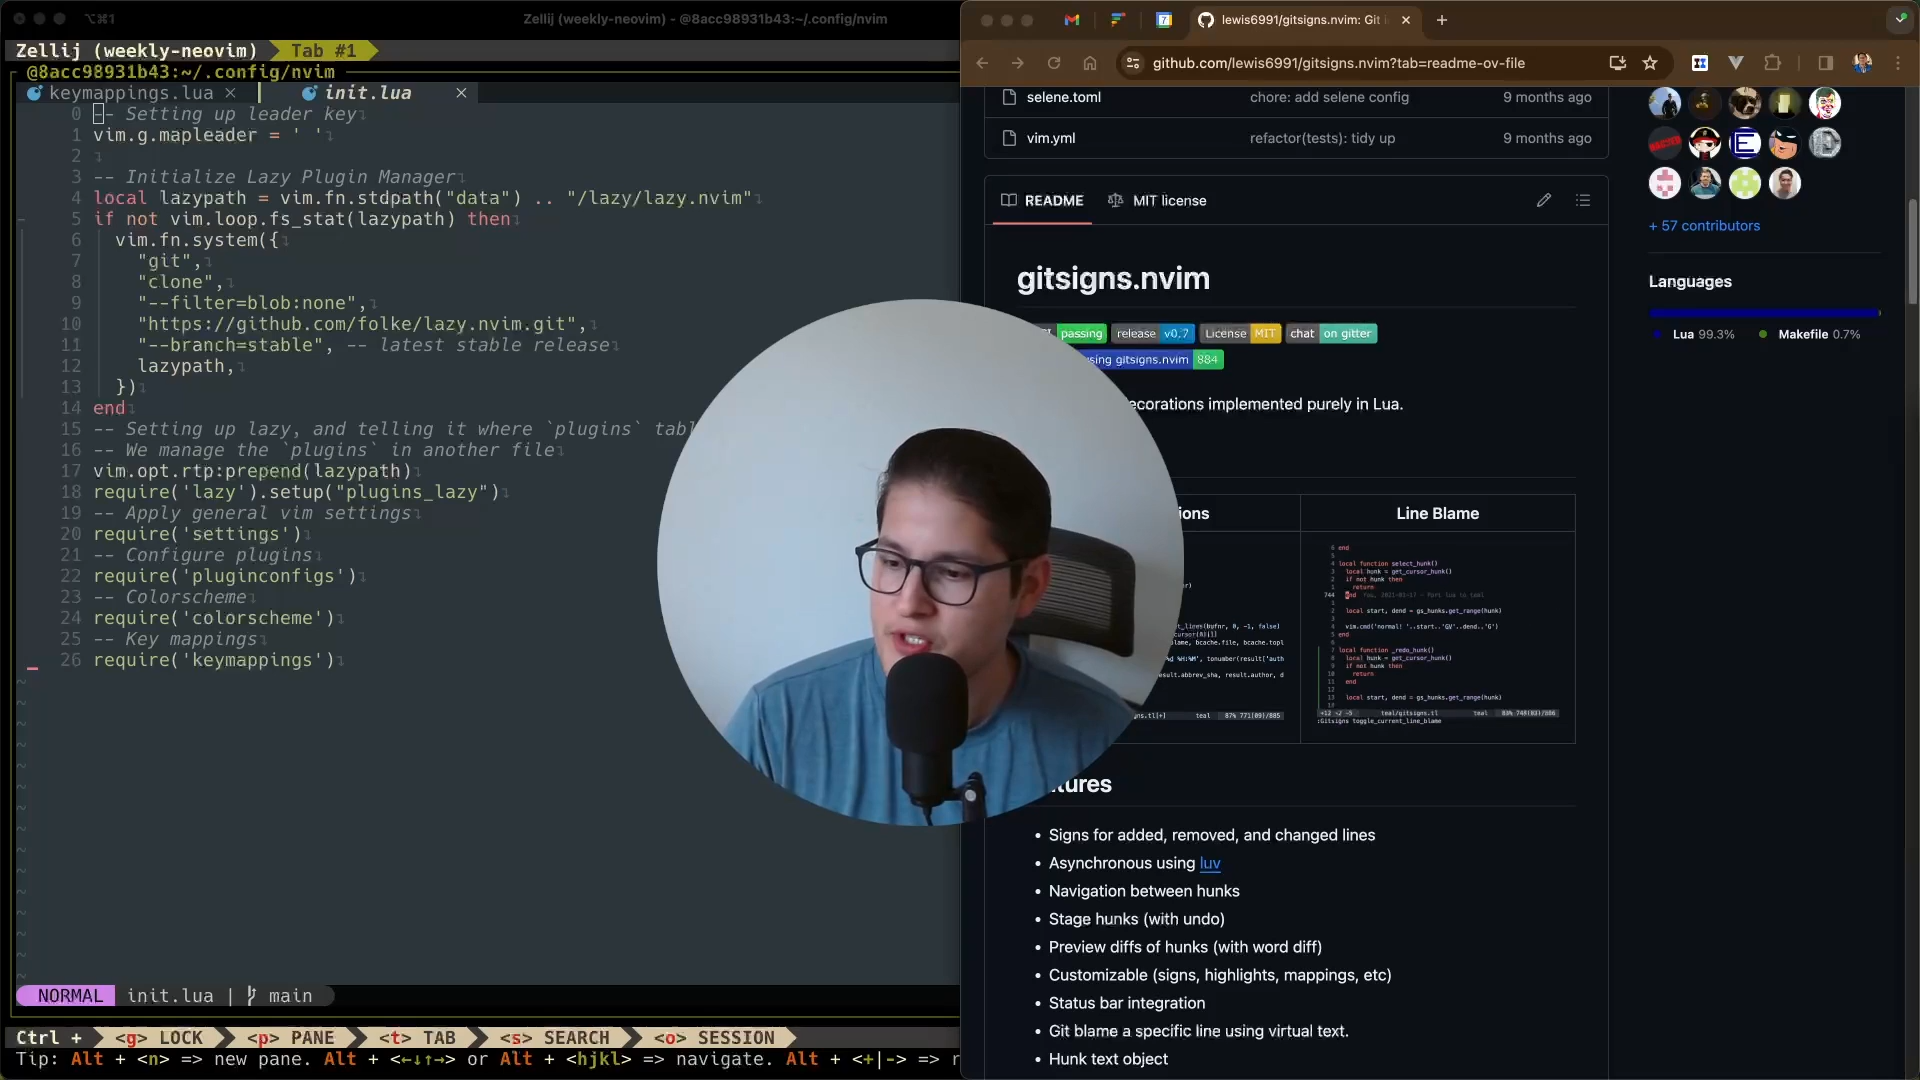 ⌥⌘1
Zellij (weekly-neovim) - @8acc98931b43:~/.config/nvim
Zellij (weekly-neovim)
Tab #1
@8acc98931b43:~/.config/nvim
keymappings.lua
init.lua
0 -- Setting up leader key
1 vim.g.mapleader = ' '
2
3 -- Initialize Lazy Plugin Manager
4 local lazypath = vim.fn.stdpath("data") .. "/lazy/lazy.nvim"
5 if not vim.loop.fs_stat(lazypath) then
6 vim.fn.system({
7 "git",
8 "clone",
9 "--filter=blob:none",
10 "https://github.com/folke/lazy.nvim.git",
11 "--branch=stable", -- latest stable release
12 lazypath,
13 })
14 end
15 -- Setting up lazy, and telling it where `plugins`
16 -- We manage the `plugins` in another file
17 vim.opt.rtp:prepend(lazypath)
18 require('lazy').setup("plugins_lazy")
19 -- Apply general vim settings
20 require('settings')
21 -- Configure plugins
22 require('pluginconfigs')
23 -- Colorscheme
24 require('colorscheme')
25 -- Key mappings
26 require('keymappings')
NORMAL init.lua | main
Ctrl + <g> LOCK <p> PANE <t> TAB <s> SEARCH <o> SESSION
Tip: Alt + <n> => new pane. Alt + <←↓↑→> or Alt + <hjkl> => navigate. Alt + <+|-> =>
lewis6991/gitsigns.nvim: Git
github.com/lewis6991/gitsigns.nvim?tab=readme-ov-file
selene.toml chore: add selene config 9 months ago
vim.yml refactor(tests): tidy up 9 months ago
README MIT license
gitsigns.nvim
passing release v0.7 License MIT chat on gitter
gitsigns.nvim 884
implemented purely in Lua.
Line Blame
:Gitsigns toggle_current_line_blame
• Signs for added, removed, and changed lines
• Asynchronous using luv
• Navigation between hunks
• Stage hunks (with undo)
• Preview diffs of hunks (with word diff)
• Customizable (signs, highlights, mappings, etc)
• Status bar integration
• Git blame a specific line using virtual text.
• Hunk text object
+ 57 contributors
Languages
Lua 99.3% Makefile 0.7%